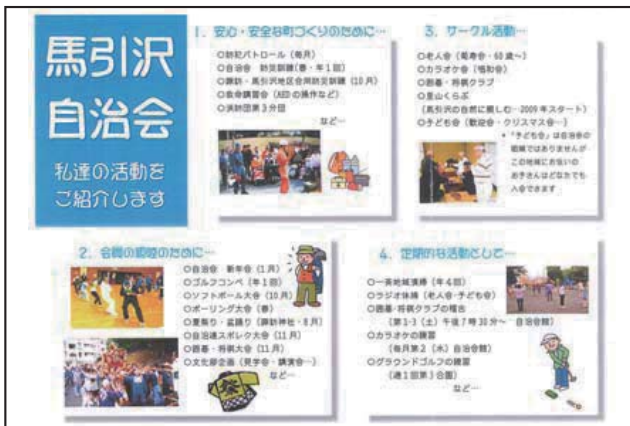 馬引沢
自治会
私達の活動を
ご紹介します
1. 安心・安全な町づくりのために…
○防犯パトロール(毎月)
○自治会 防災訓練(春・年1回)
○諏訪・馬引沢地区合同防災訓練(10月)
○救命講習会(AEDの操作など)
○消防団第3分団
など…
2. 会員の親睦のために…
○自治会 新年会(1月)
○ゴルフコンペ(年1回)
○ソフトボール大会(10月)
○ボーリング大会(春)
○夏祭り・盆踊り(諏訪神社・8月)
○自治連スポレク大会(11月)
○囲碁・将棋大会(11月)
○文化部企画(見学会・講演会…)
など…
3. サークル活動…
○老人会(萄寿会・60歳〜)
○カラオケ会(
○囲碁・将棋クラブ
○里山くらぶ
(馬引沢の自然に親しむ…2009年スタート)
○子ども会(歓迎会・クリスマス会…)
*「子ども会」は自治会の
組織ではありませんが
この地域にお住いの
お子さんはどなたでも
入会できます
4. 定期的な活動として…
○一斉地域清掃(年4回)
○ラジオ体操(老人会・子ども会)
○囲碁・将棋クラブの稽古
(第1・3(土)午後7時30分〜 自治会館)
○カラオケの練習
(毎月第2(水)自治会館)
○グラウンドゴルフの練習
(週1回第3公園)
など…